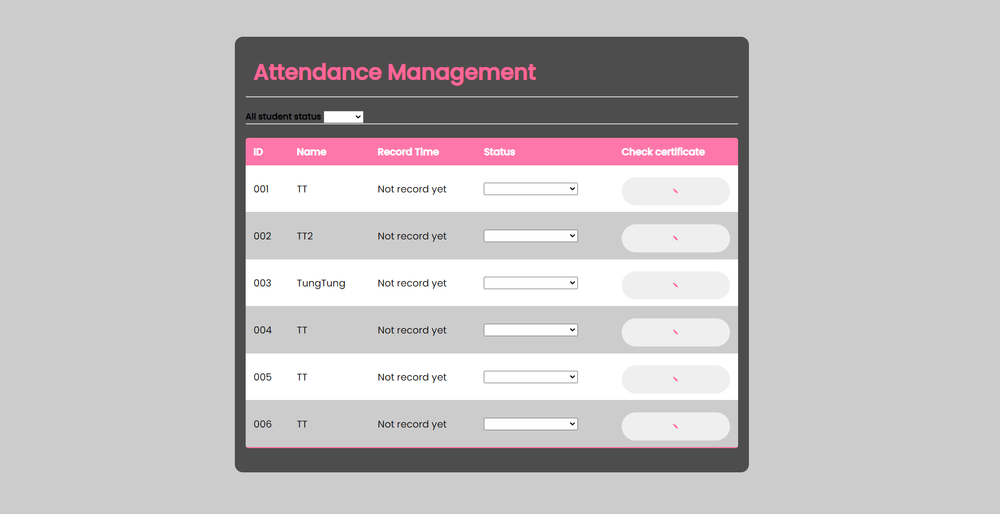 Attendance Management
All student status
ID Name Record Time Status Check certificate
001 TT Not record yet
002 TT2 Not record yet
003 TungTung Not record yet
004 TT Not record yet
005 TT Not record yet
006 TT Not record yet